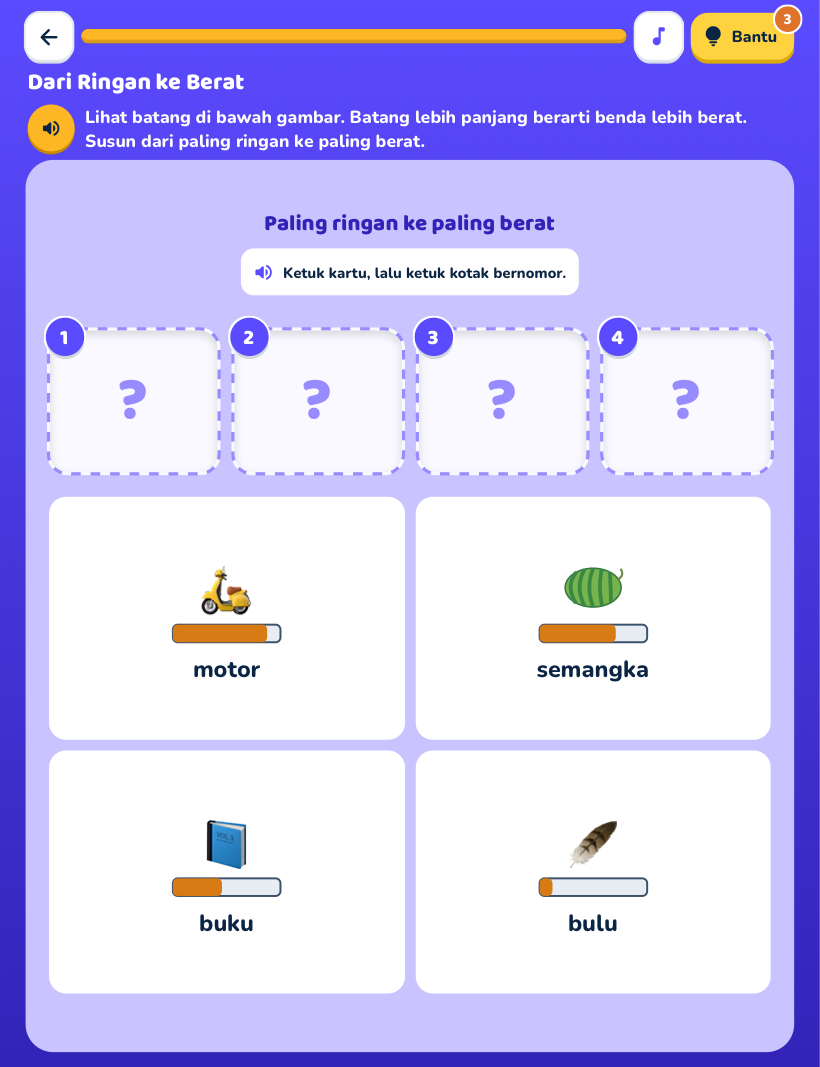 3
Bantu
Dari Ringan ke Berat
Lihat batang di bawah gambar. Batang lebih panjang berarti benda lebih berat.
Susun dari paling ringan ke paling berat.
Paling ringan ke paling berat
Ketuk kartu, lalu ketuk kotak bernomor.
1 2 3 4
? ? ? ?
motor semangka
VOL 3
buku bulu